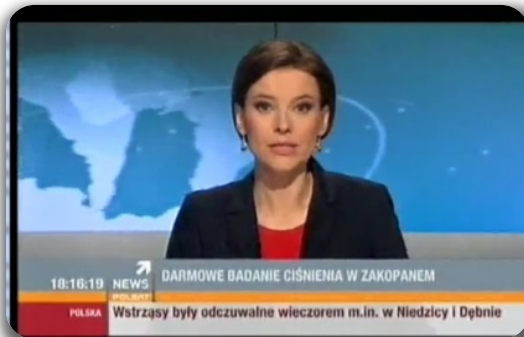 DARMOWE BADANIE CIŚNIENIA W ZAKOPANEM
18:16:19 NEWS
POLSAT
POLSKA Wstrząsy były odczuwalne wieczorem m.in. w Niedzicy i Dębnie